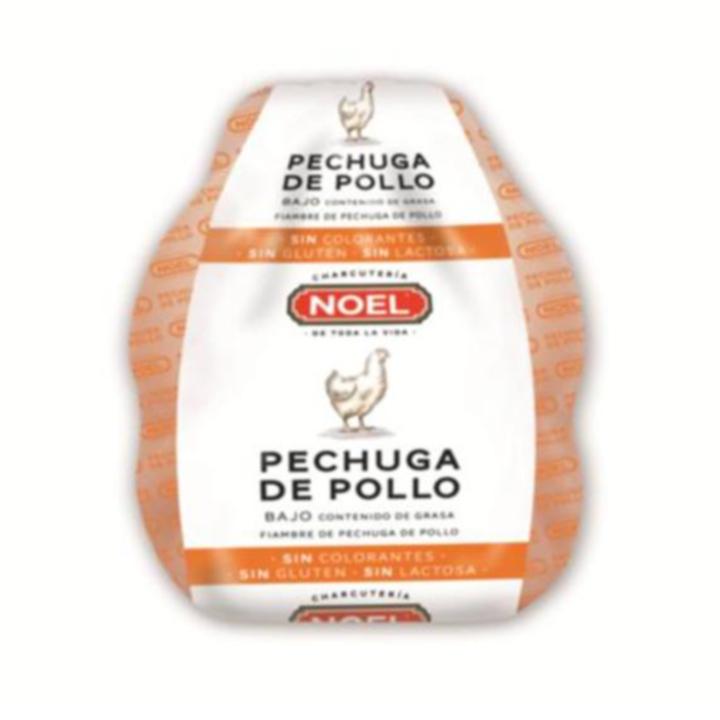 PECHUGA
DE POLLO
BAJO CONTENIDO DE GRASA
FIAMBRE DE PECHUGA DE POLLO
SIN COLORANTES
· SIN GLUTEN · SIN LACTOSA ·
CHARCUTERÍA
NOEL
· DE TODA LA VIDA ·
PECHUGA
DE POLLO
BAJO CONTENIDO DE GRASA
FIAMBRE DE PECHUGA DE POLLO
· SIN COLORANTES ·
· SIN GLUTEN · SIN LACTOSA ·
CHARCUTERÍA
NOEL